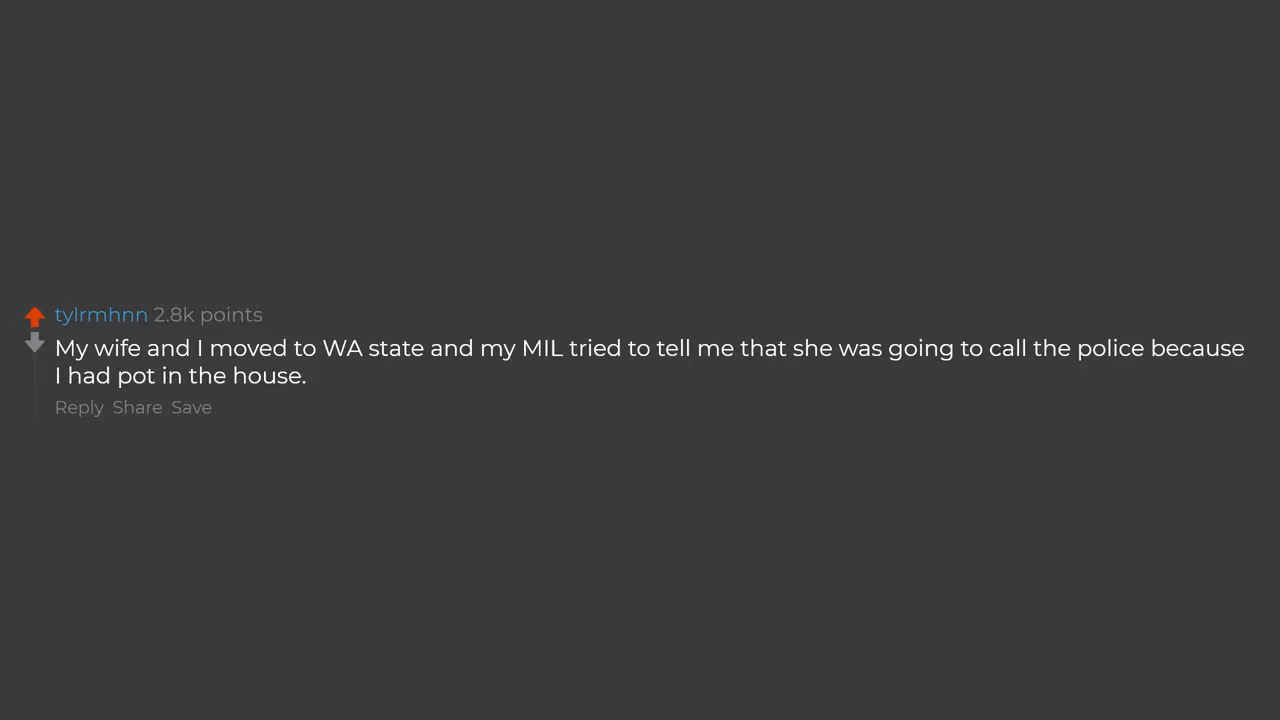 tylrmhnn 2.8k points
My wife and I moved to WA state and my MIL tried to tell me that she was going to call the police because
I had pot in the house.
Reply Share Save